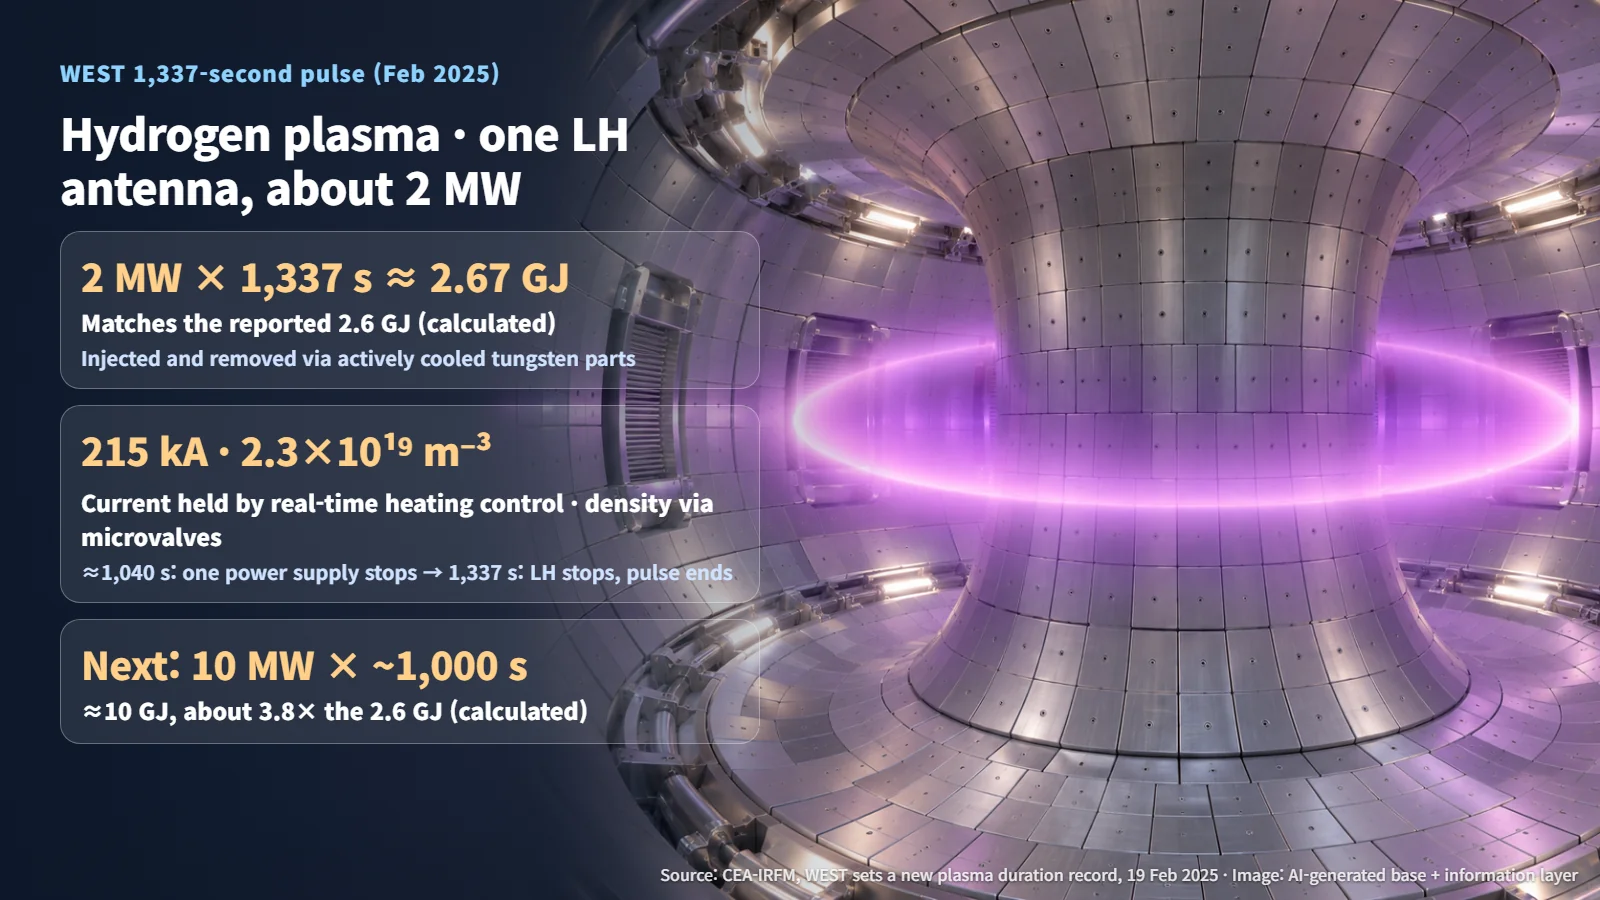 WEST 1,337-second pulse (Feb 2025)
Hydrogen plasma · one LH
antenna, about 2 MW
2 MW × 1,337 s ≈ 2.67 GJ
Matches the reported 2.6 GJ (calculated)
Injected and removed via actively cooled tungsten parts
215 kA · 2.3×10¹⁹ m⁻³
Current held by real-time heating control · density via
microvalves
≈1,040 s: one power supply stops → 1,337 s: LH stops, pulse ends
Next: 10 MW × ~1,000 s
≈10 GJ, about 3.8× the 2.6 GJ (calculated)
Source: CEA-IRFM, WEST sets a new plasma duration record, 19 Feb 2025 · Image: AI-generated base + information layer